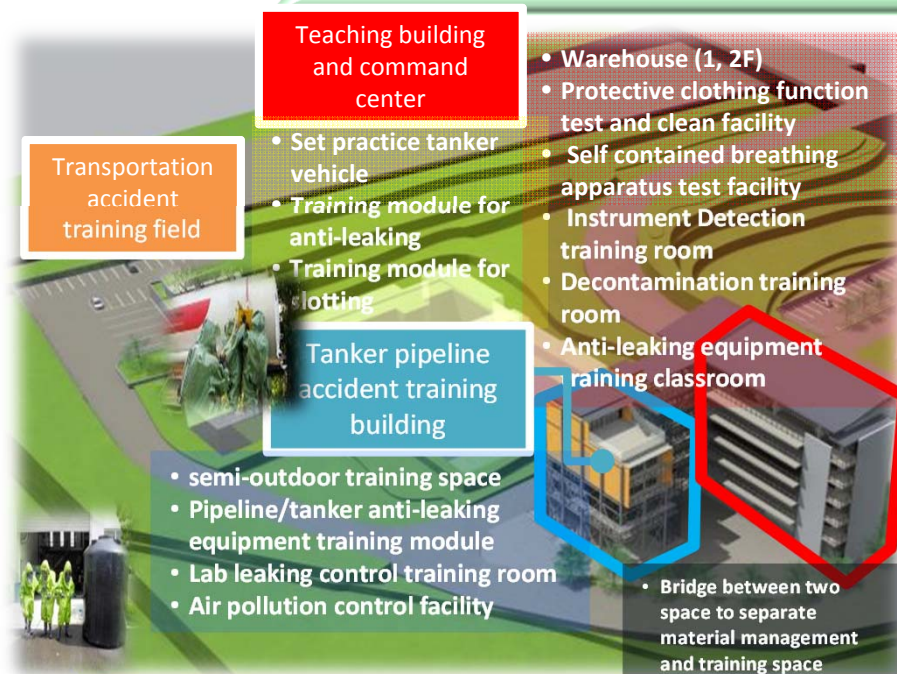 Teaching building
and command
center
Transportation
accident
training field
• Set practice tanker
vehicle
• Training module for
anti-leaking
• Training module for
• Warehouse (1, 2F)
• Protective clothing function
test and clean facility
• Self contained breathing
apparatus test facility
• Instrument Detection
training room
• Decontamination training
room
• Anti-leaking equipment
raining classroom
Tanker pipeline
accident training
building
• semi-outdoor training space
• Pipeline/tanker anti-leaking
equipment training module
• Lab leaking control training room
• Air pollution control facility
• Bridge between two
space to separate
material management
and training space